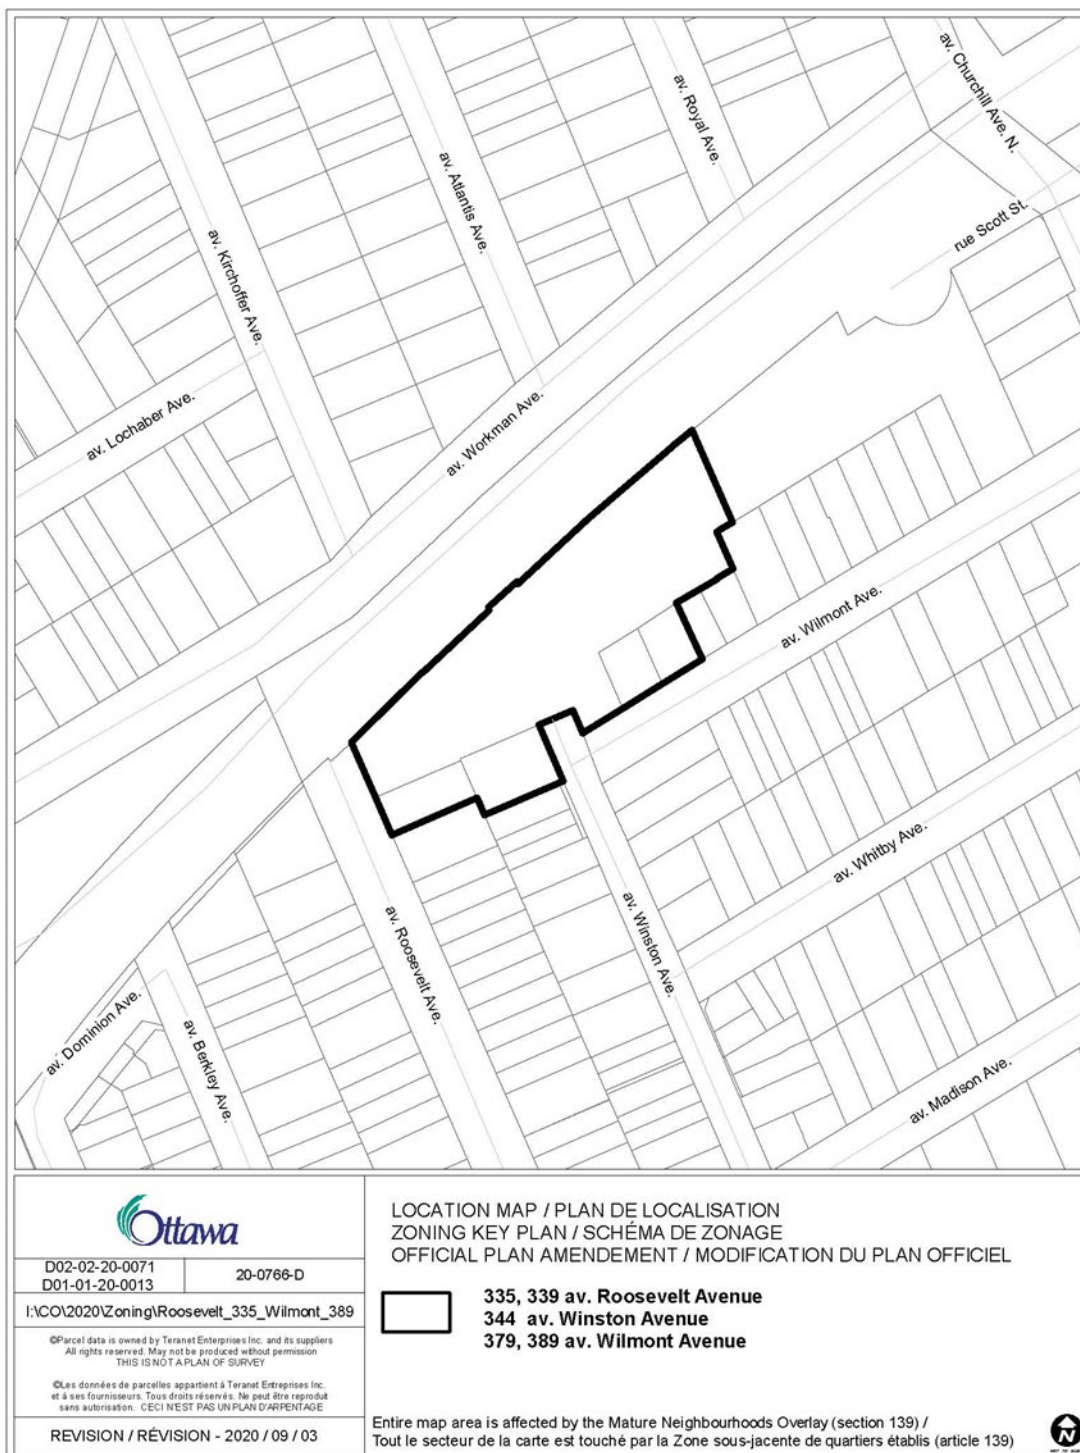 av. Churchill Ave. N.
av. Royal Ave.
av. Atlantis Ave.
rue Scott St.
av. Kirchoffer Ave.
av. Lochaber Ave.
av. Workman Ave.
av. Wilmont Ave.
av. Whitby Ave.
av. Roosevelt Ave.
av. Winston Ave.
av. Dominion Ave.
av. Berkley Ave.
av. Madison Ave.
Ottawa
D02-02-20-0071
D01-01-20-0013
20-0766-D
I:\CO\2020\Zoning\Roosevelt_335_Wilmont_389
©Parcel data is owned by Teranet Enterprises Inc. and its suppliers
All rights reserved. May not be produced without permission
THIS IS NOT A PLAN OF SURVEY
©Les données de parcelles appartient à Teranet Entreprises Inc.
et à ses fournisseurs. Tous droits réservés. Ne peut être reproduit
sans autorisation. CECI N'EST PAS UN PLAN D'ARPENTAGE
REVISION / RÉVISION - 2020 / 09 / 03
LOCATION MAP / PLAN DE LOCALISATION
ZONING KEY PLAN / SCHÉMA DE ZONAGE
OFFICIAL PLAN AMENDEMENT / MODIFICATION DU PLAN OFFICIEL
335, 339 av. Roosevelt Avenue
344 av. Winston Avenue
379, 389 av. Wilmont Avenue
Entire map area is affected by the Mature Neighbourhoods Overlay (section 139) /
Tout le secteur de la carte est touché par la Zone sous-jacente de quartiers établis (article 139)
N